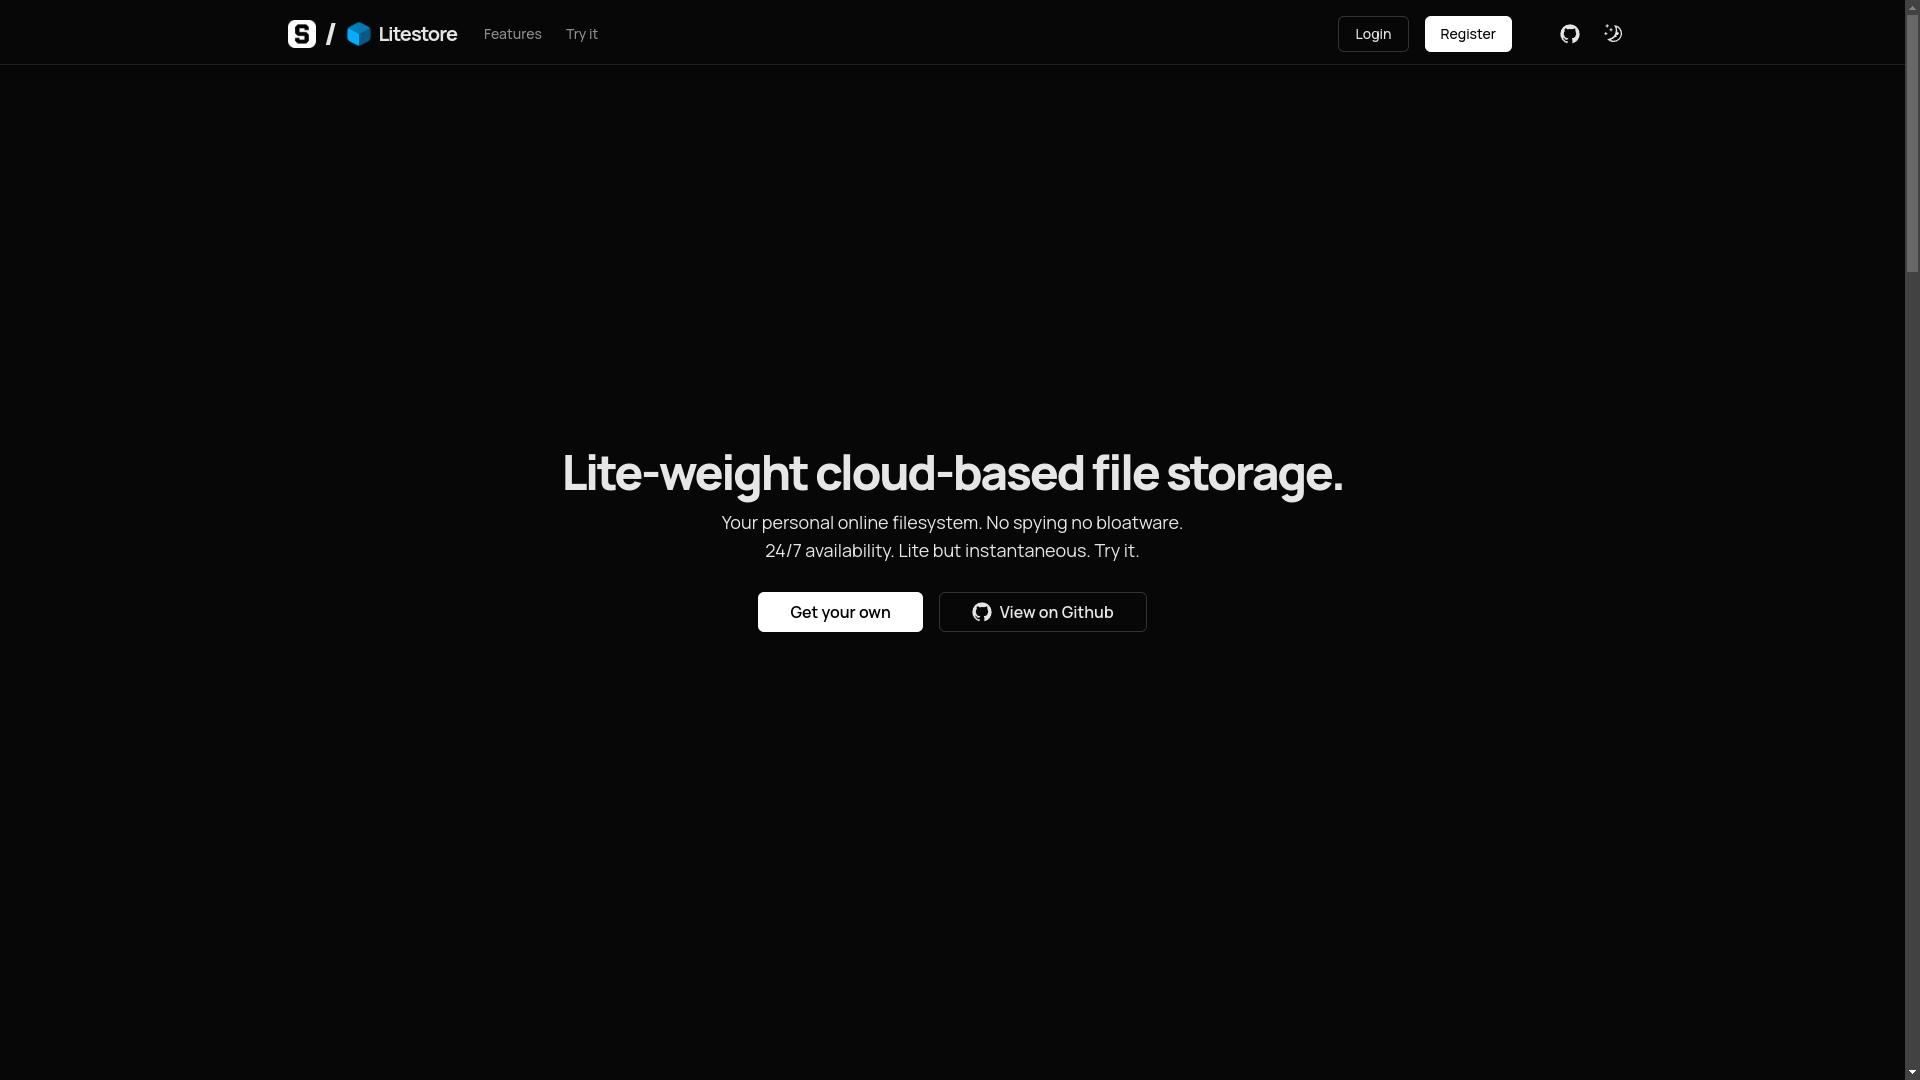 S / Litestore Features Try it Login Register
Lite-weight cloud-based file storage.
Your personal online filesystem. No spying no bloatware.
24/7 availability. Lite but instantaneous. Try it.
Get your own View on Github